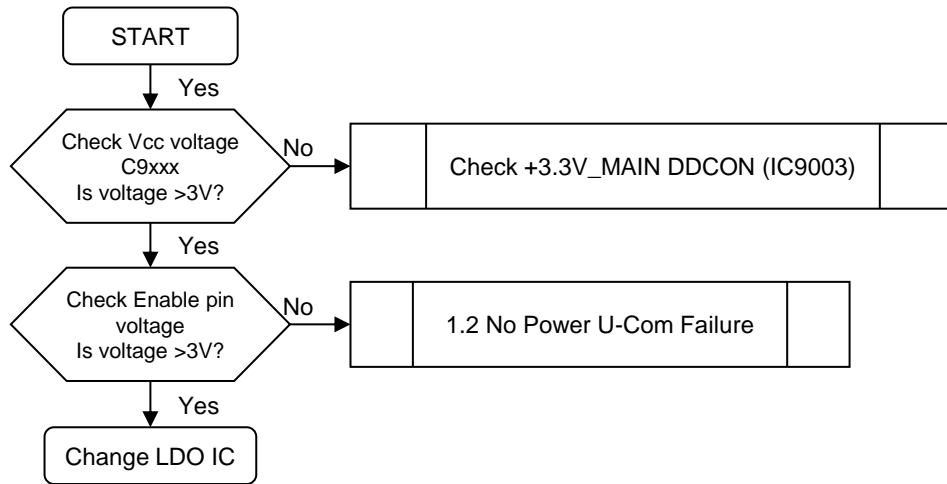 START
Yes
Check Vcc voltage
C9xxx
Is voltage >3V?
No
Check +3.3V_MAIN DDCON (IC9003)
Yes
Check Enable pin
voltage
Is voltage >3V?
No
1.2 No Power U-Com Failure
Yes
Change LDO IC